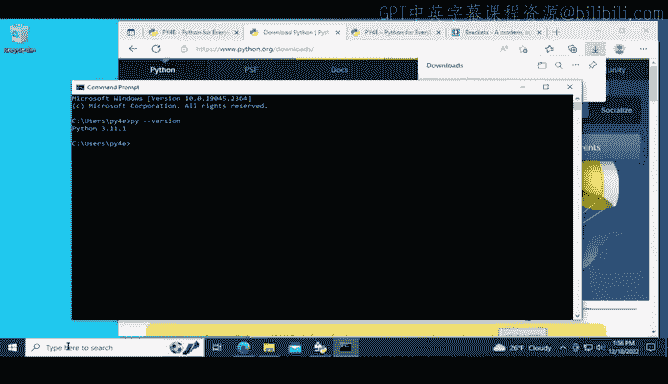 GPT中英字幕课程资源@bilibili.com
Recycle Bin
PY4E - Python for Every
Download Python | Pyt
PY4E - Python for Every
https://www.python.org/downloads/
Downloads
Python
PSF
Docs
Socialize
Command Prompt
Microsoft Windows [Version 10.0.19045.2364]
(c) Microsoft Corporation. All rights reserved.
C:\Users\py4e>py --version
Python 3.11.1
C:\Users\py4e>
Type here to search
26°F Cloudy
1:56 PM
12/18/2022